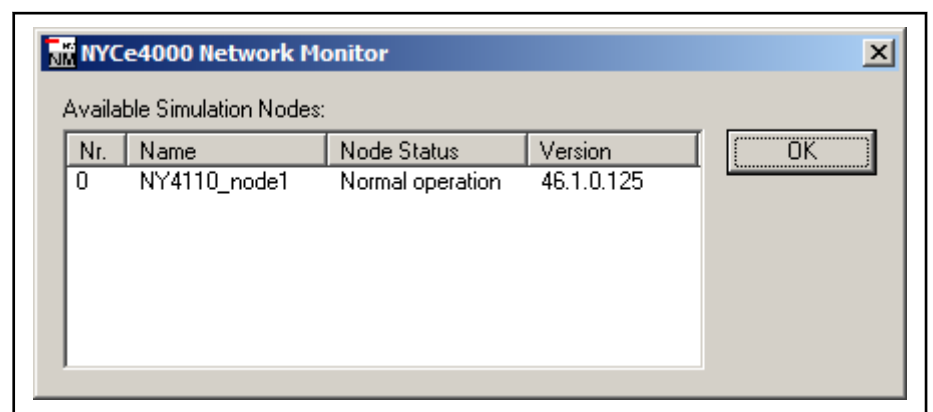 NYCe4000 Network Monitor
Available Simulation Nodes:
Nr. Name Node Status Version
OK
0 NY4110_node1 Normal operation 46.1.0.125